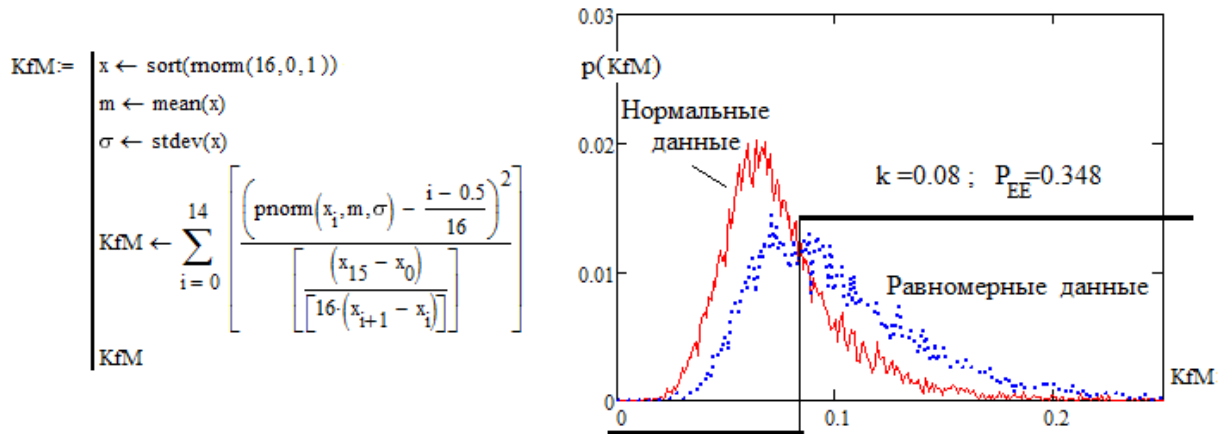 KfM:= x ← sort(rnorm(16,0,1))
m ← mean(x)
σ ← stdev(x)
KfM ← ∑ i = 0 14 [ ( pnorm(x_i, m, σ) − (i − 0.5)/16 )^2 / [ (x_15 − x_0) / [16·(x_{i+1} − x_i)] ] ]
KfM
0.03
p(KfM)
Нормальные
данные
0.02
k =0.08 ; P_EE=0.348
0.01
Равномерные данные
KfM
0
0 0.1 0.2